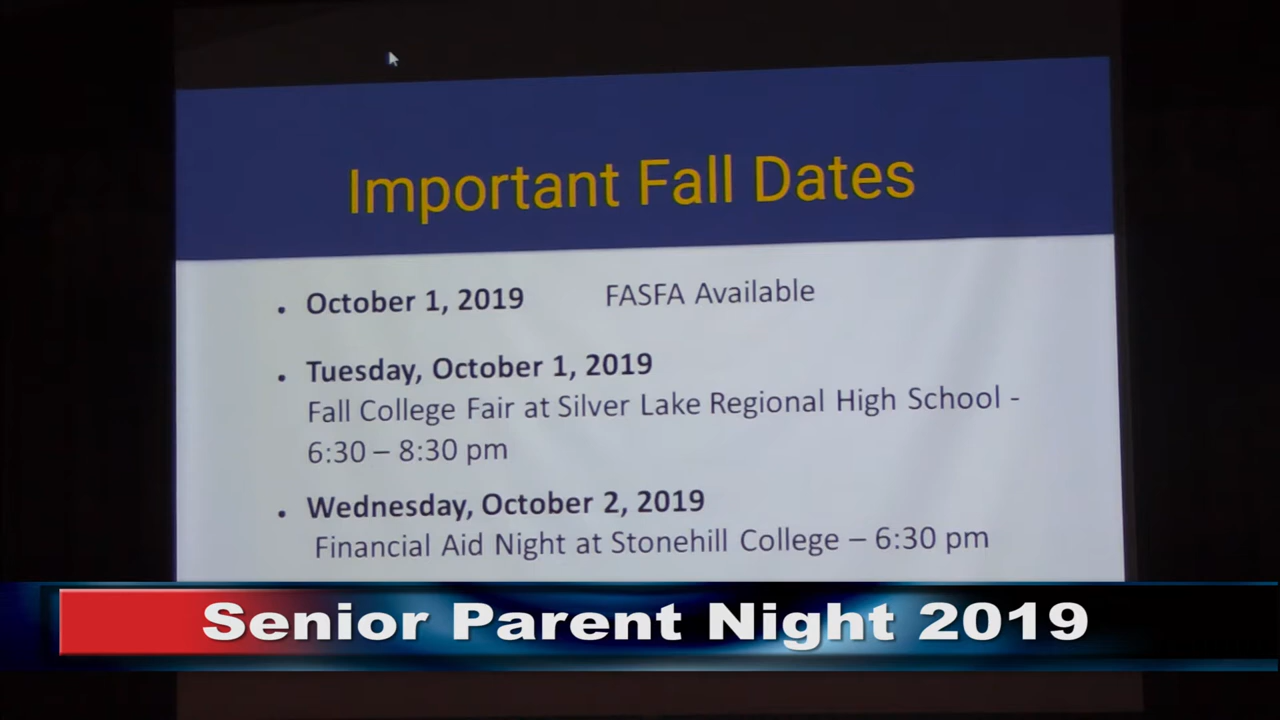 Important Fall Dates
• October 1, 2019 FASFA Available
• Tuesday, October 1, 2019
Fall College Fair at Silver Lake Regional High School -
6:30 – 8:30 pm
• Wednesday, October 2, 2019
Financial Aid Night at Stonehill College – 6:30 pm
Senior Parent Night 2019